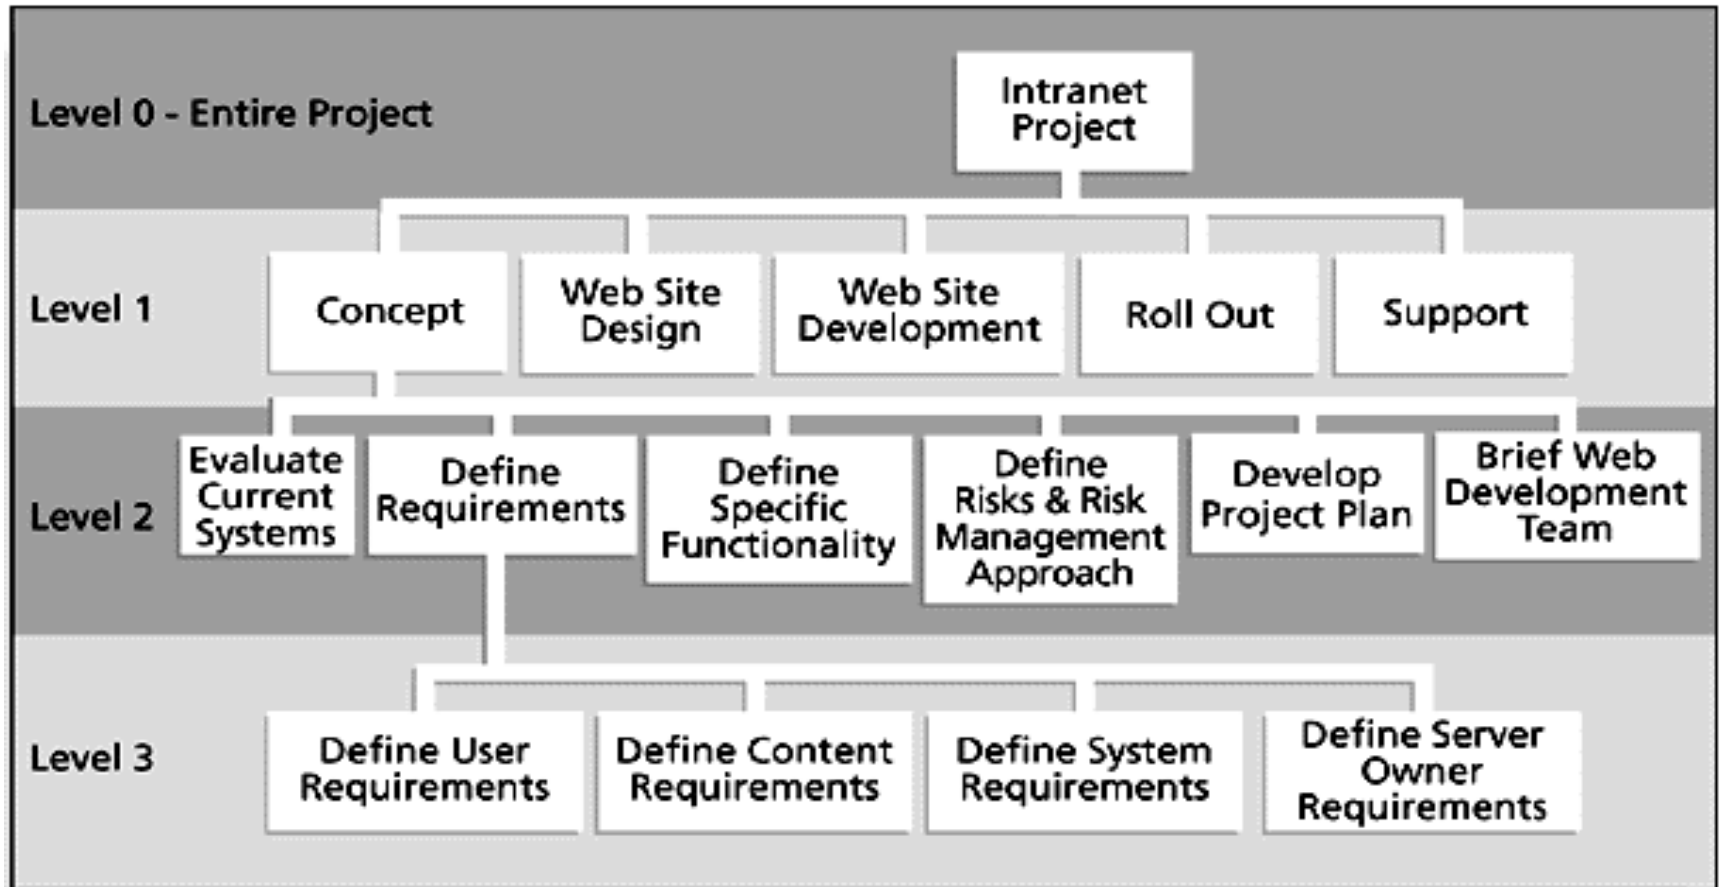 Level 0 - Entire Project
Intranet
Project
Level 1
Concept
Web Site
Design
Web Site
Development
Roll Out
Support
Level 2
Evaluate
Current
Systems
Define
Requirements
Define
Specific
Functionality
Define
Risks & Risk
Management
Approach
Develop
Project Plan
Brief Web
Development
Team
Level 3
Define User
Requirements
Define Content
Requirements
Define System
Requirements
Define Server
Owner
Requirements